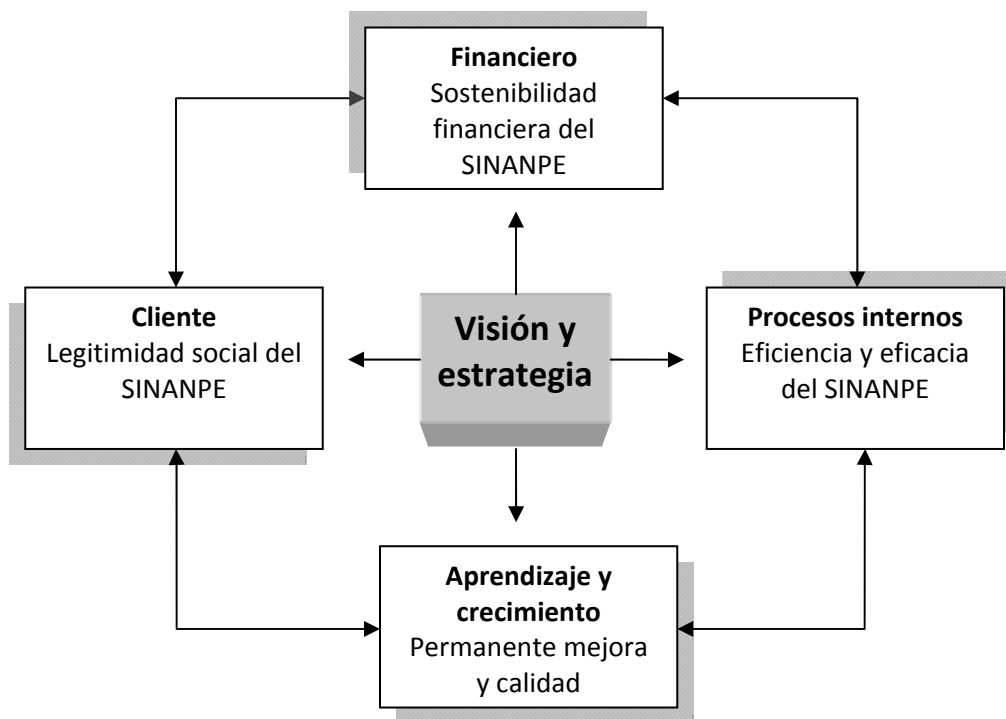 Financiero
Sostenibilidad
financiera del
SINANPE
Cliente
Legitimidad social del
SINANPE
Visión y
estrategia
Procesos internos
Eficiencia y eficacia
del SINANPE
Aprendizaje y
crecimiento
Permanente mejora
y calidad